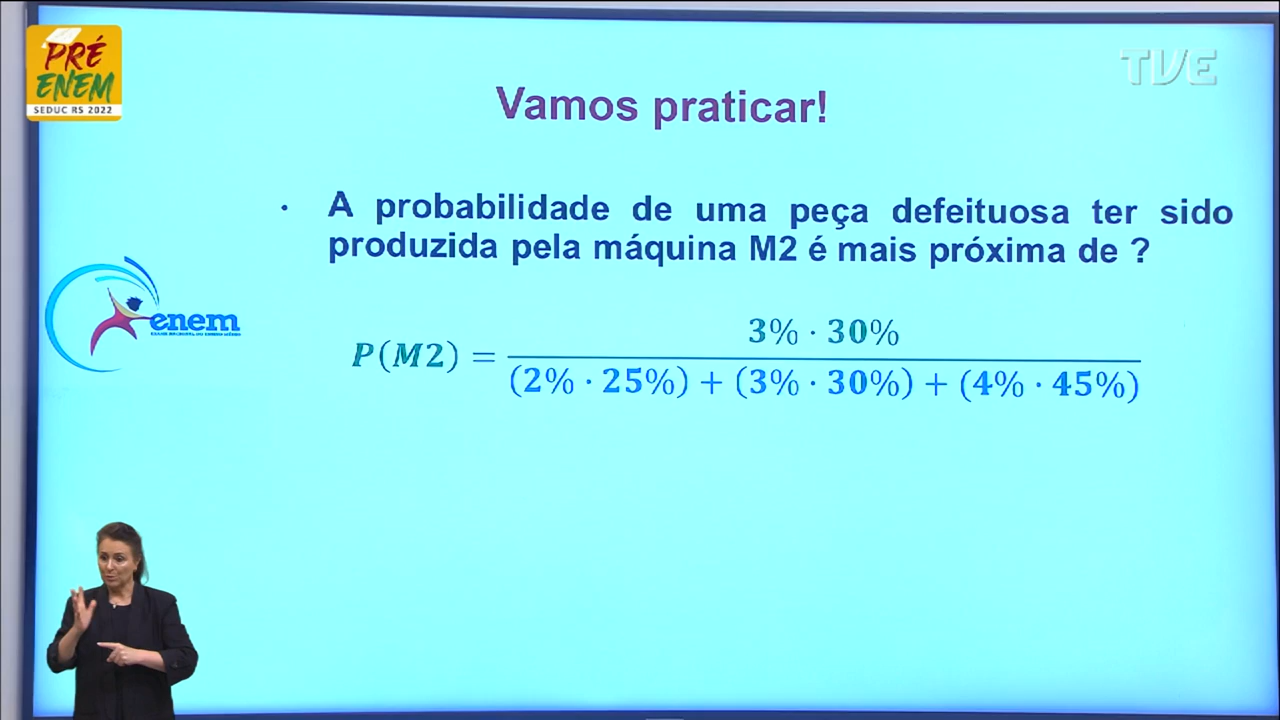 PRÉ
ENEM
SEDUC RS 2022
TVE
Vamos praticar!
· A probabilidade de uma peça defeituosa ter sido
produzida pela máquina M2 é mais próxima de ?
enem
P(M2) = 3% · 30% / (2% · 25%) + (3% · 30%) + (4% · 45%)